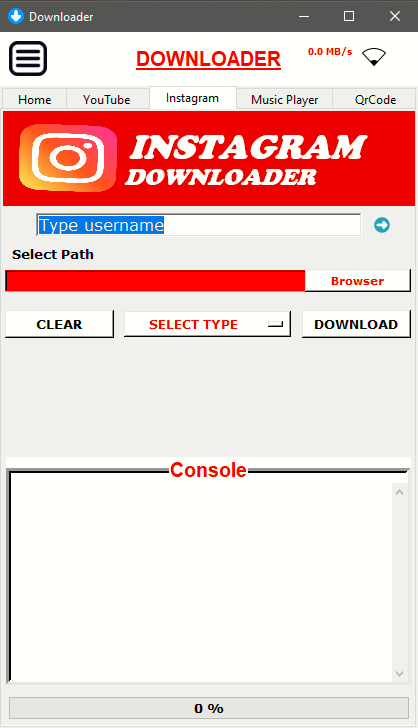 Downloader
DOWNLOADER
0.0 MB/s
Home YouTube Instagram Music Player QrCode
INSTAGRAM
DOWNLOADER
Type username
Select Path
Browser
CLEAR SELECT TYPE DOWNLOAD
Console
0 %